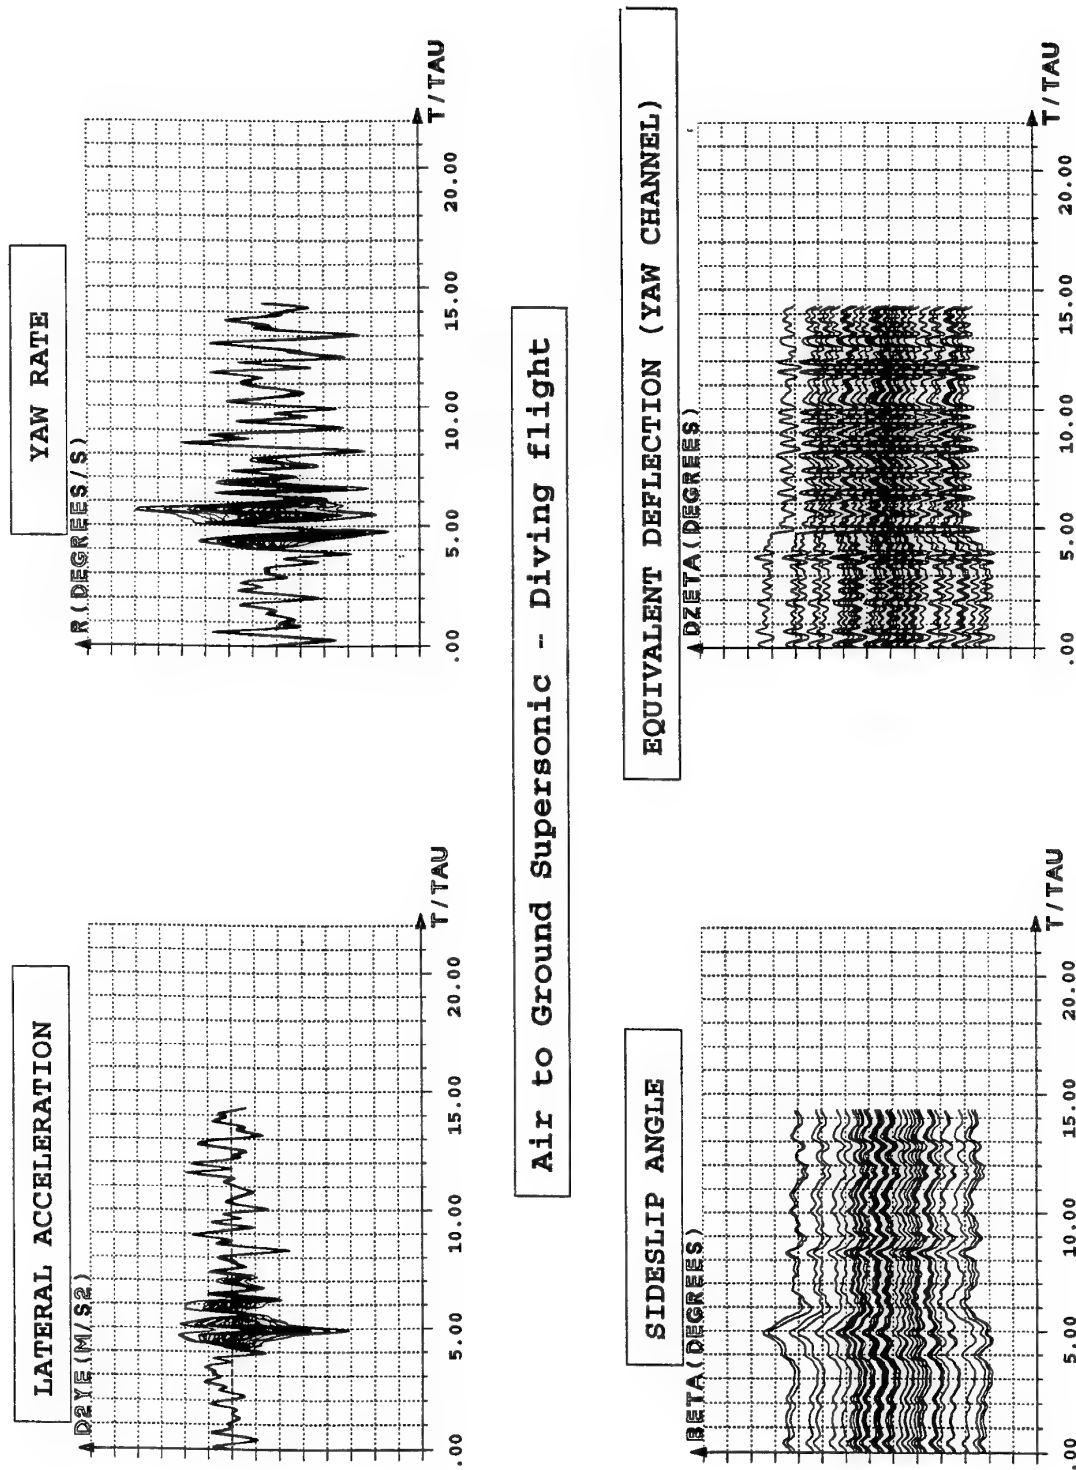 LATERAL ACCELERATION
D2YE(M/S2)
.00 5.00 10.00 15.00 20.00
T/TAU
YAW RATE
R(DEGREES/S)
.00 5.00 10.00 15.00 20.00
T/TAU
Air to Ground Supersonic - Diving flight
SIDESLIP ANGLE
BETA(DEGREES)
.00 5.00 10.00 15.00 20.00
T/TAU
EQUIVALENT DEFLECTION (YAW CHANNEL)
DZETA(DEGREES)
.00 5.00 10.00 15.00 20.00
T/TAU